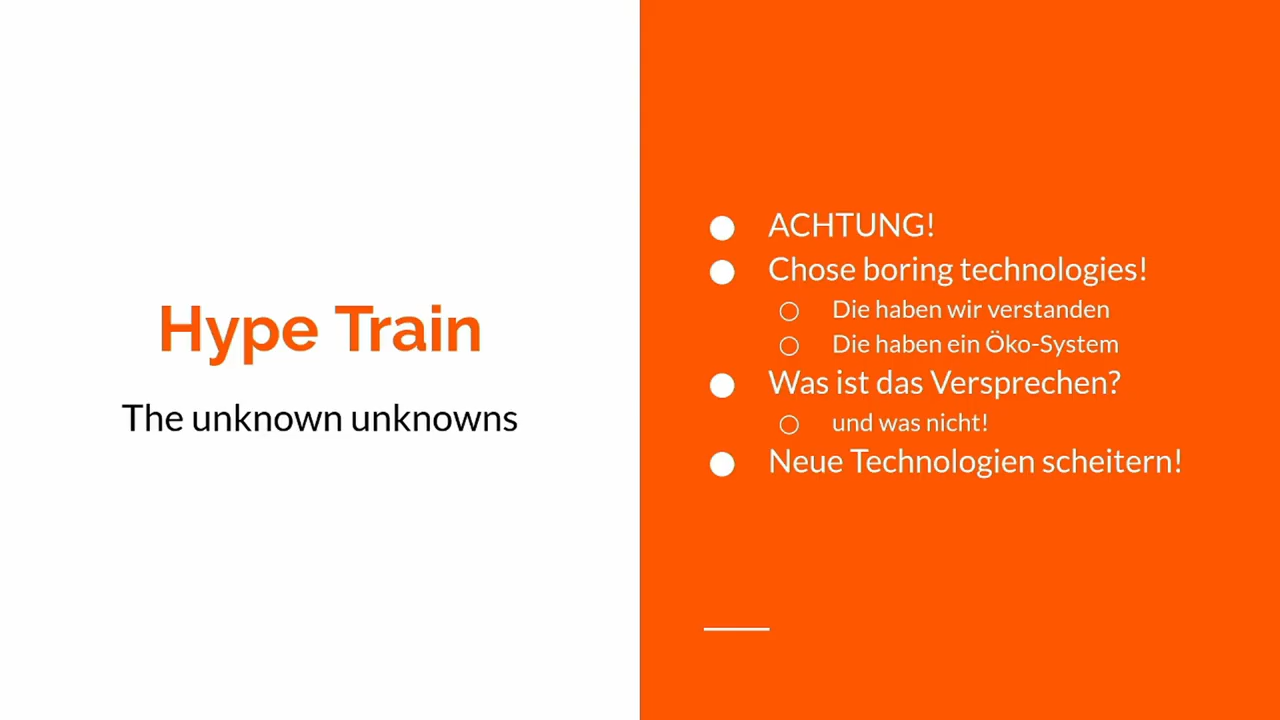 Hype Train
The unknown unknowns
ACHTUNG!
Chose boring technologies!
Die haben wir verstanden
Die haben ein Öko-System
Was ist das Versprechen?
und was nicht!
Neue Technologien scheitern!